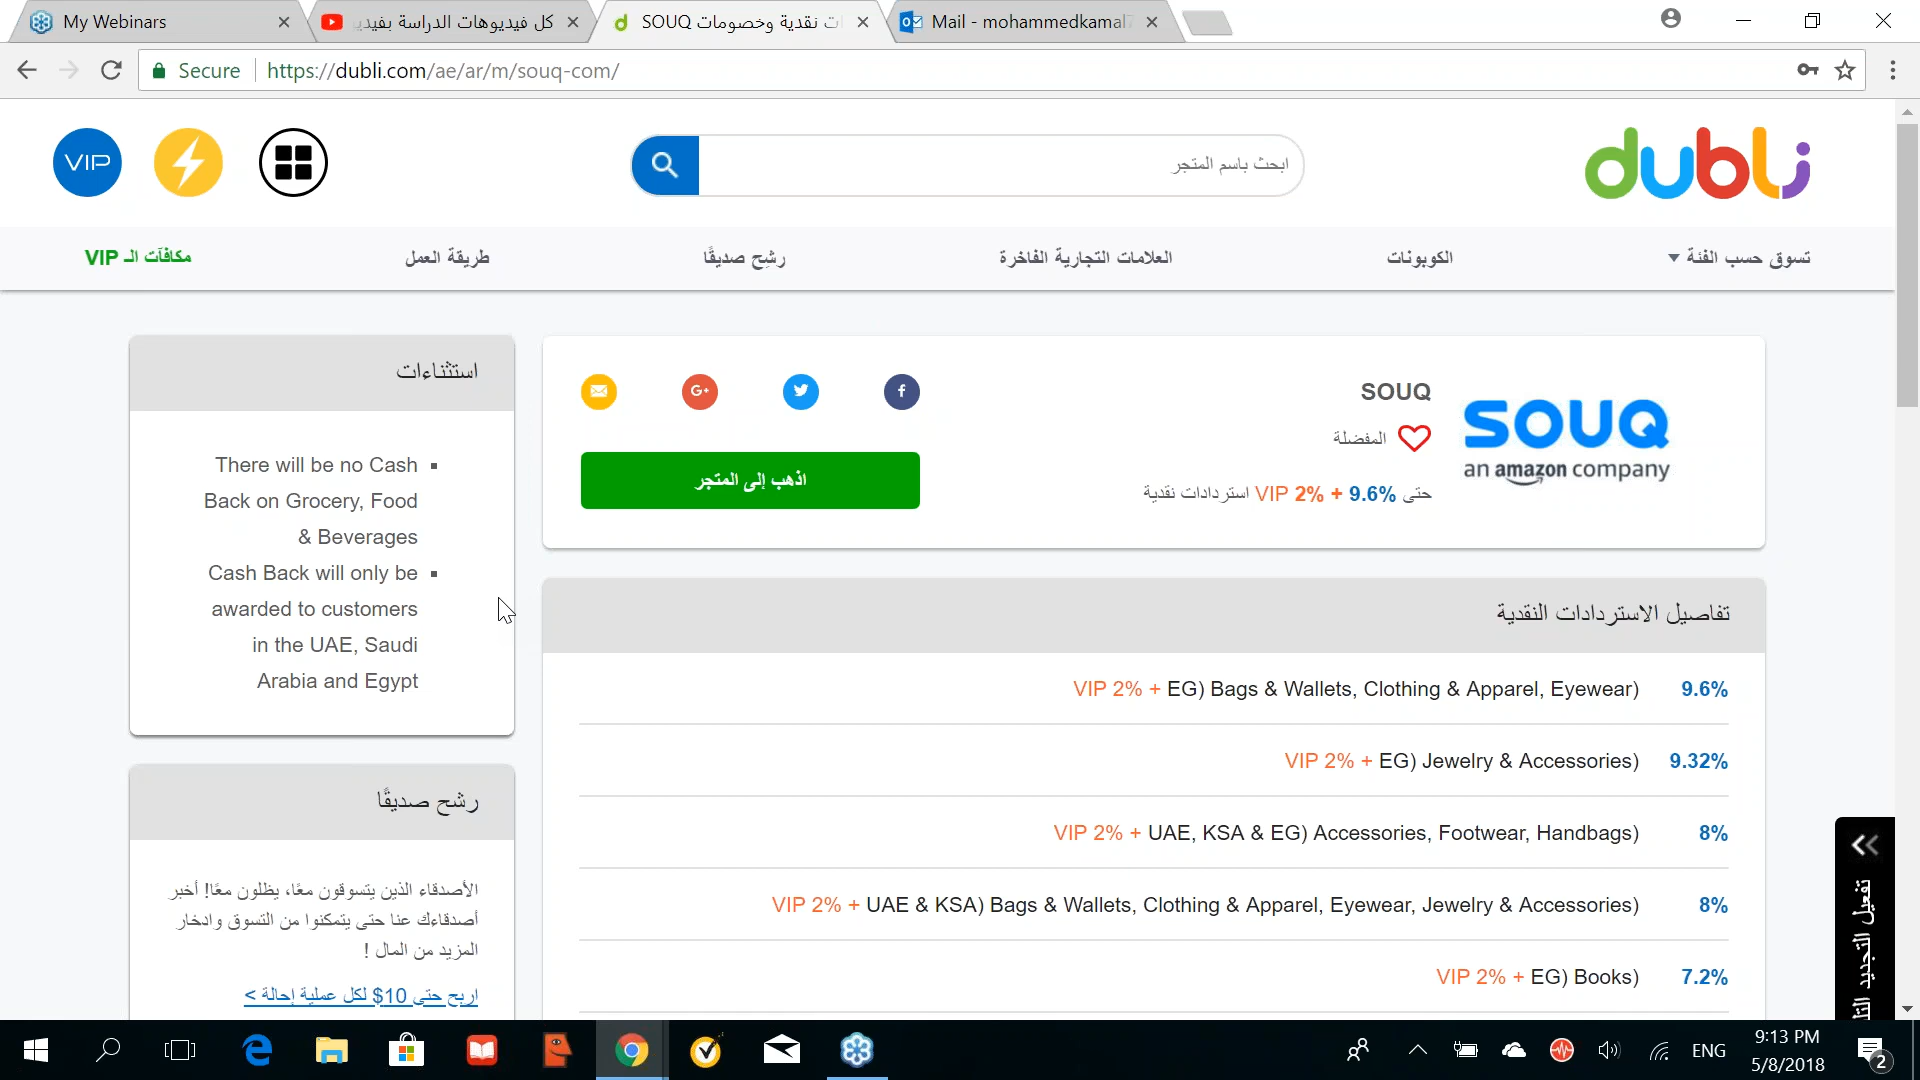 My Webinars
كل فيديوهات الدراسة بفيديو
SOUQ ات نقدية وخصومات
Mail - mohammedkamal7
Secure
https://dubli.com/ae/ar/m/souq-com/
VIP
ابحث باسم المتجر
dubli
تسوق حسب الفئة
الكوبونات
العلامات التجارية الفاخرة
رشِح صديقًا
طريقة العمل
مكافآت الـ VIP
SOUQ
المفضلة
حتى 9.6% + 2% VIP استردادات نقدية
SOUQ
an amazon company
G+
f
اذهب إلى المتجر
استثناءات
There will be no Cash
Back on Grocery, Food
& Beverages
Cash Back will only be
awarded to customers
in the UAE, Saudi
Arabia and Egypt
تفاصيل الاستردادات النقدية
VIP 2% + EG) Bags & Wallets, Clothing & Apparel, Eyewear) 9.6%
VIP 2% + EG) Jewelry & Accessories) 9.32%
VIP 2% + UAE, KSA & EG) Accessories, Footwear, Handbags) 8%
VIP 2% + UAE & KSA) Bags & Wallets, Clothing & Apparel, Eyewear, Jewelry & Accessories) 8%
VIP 2% + EG) Books) 7.2%
رشح صديقًا
الأصدقاء الذين يتسوقون معًا، يظلون معًا! أخبر
أصدقاءك عنا حتى يتمكنوا من التسوق وادخار
المزيد من المال !
اربح حتى 10$ لكل عملية إحالة >
تفعيل التجديد
ENG
9:13 PM
5/8/2018
2